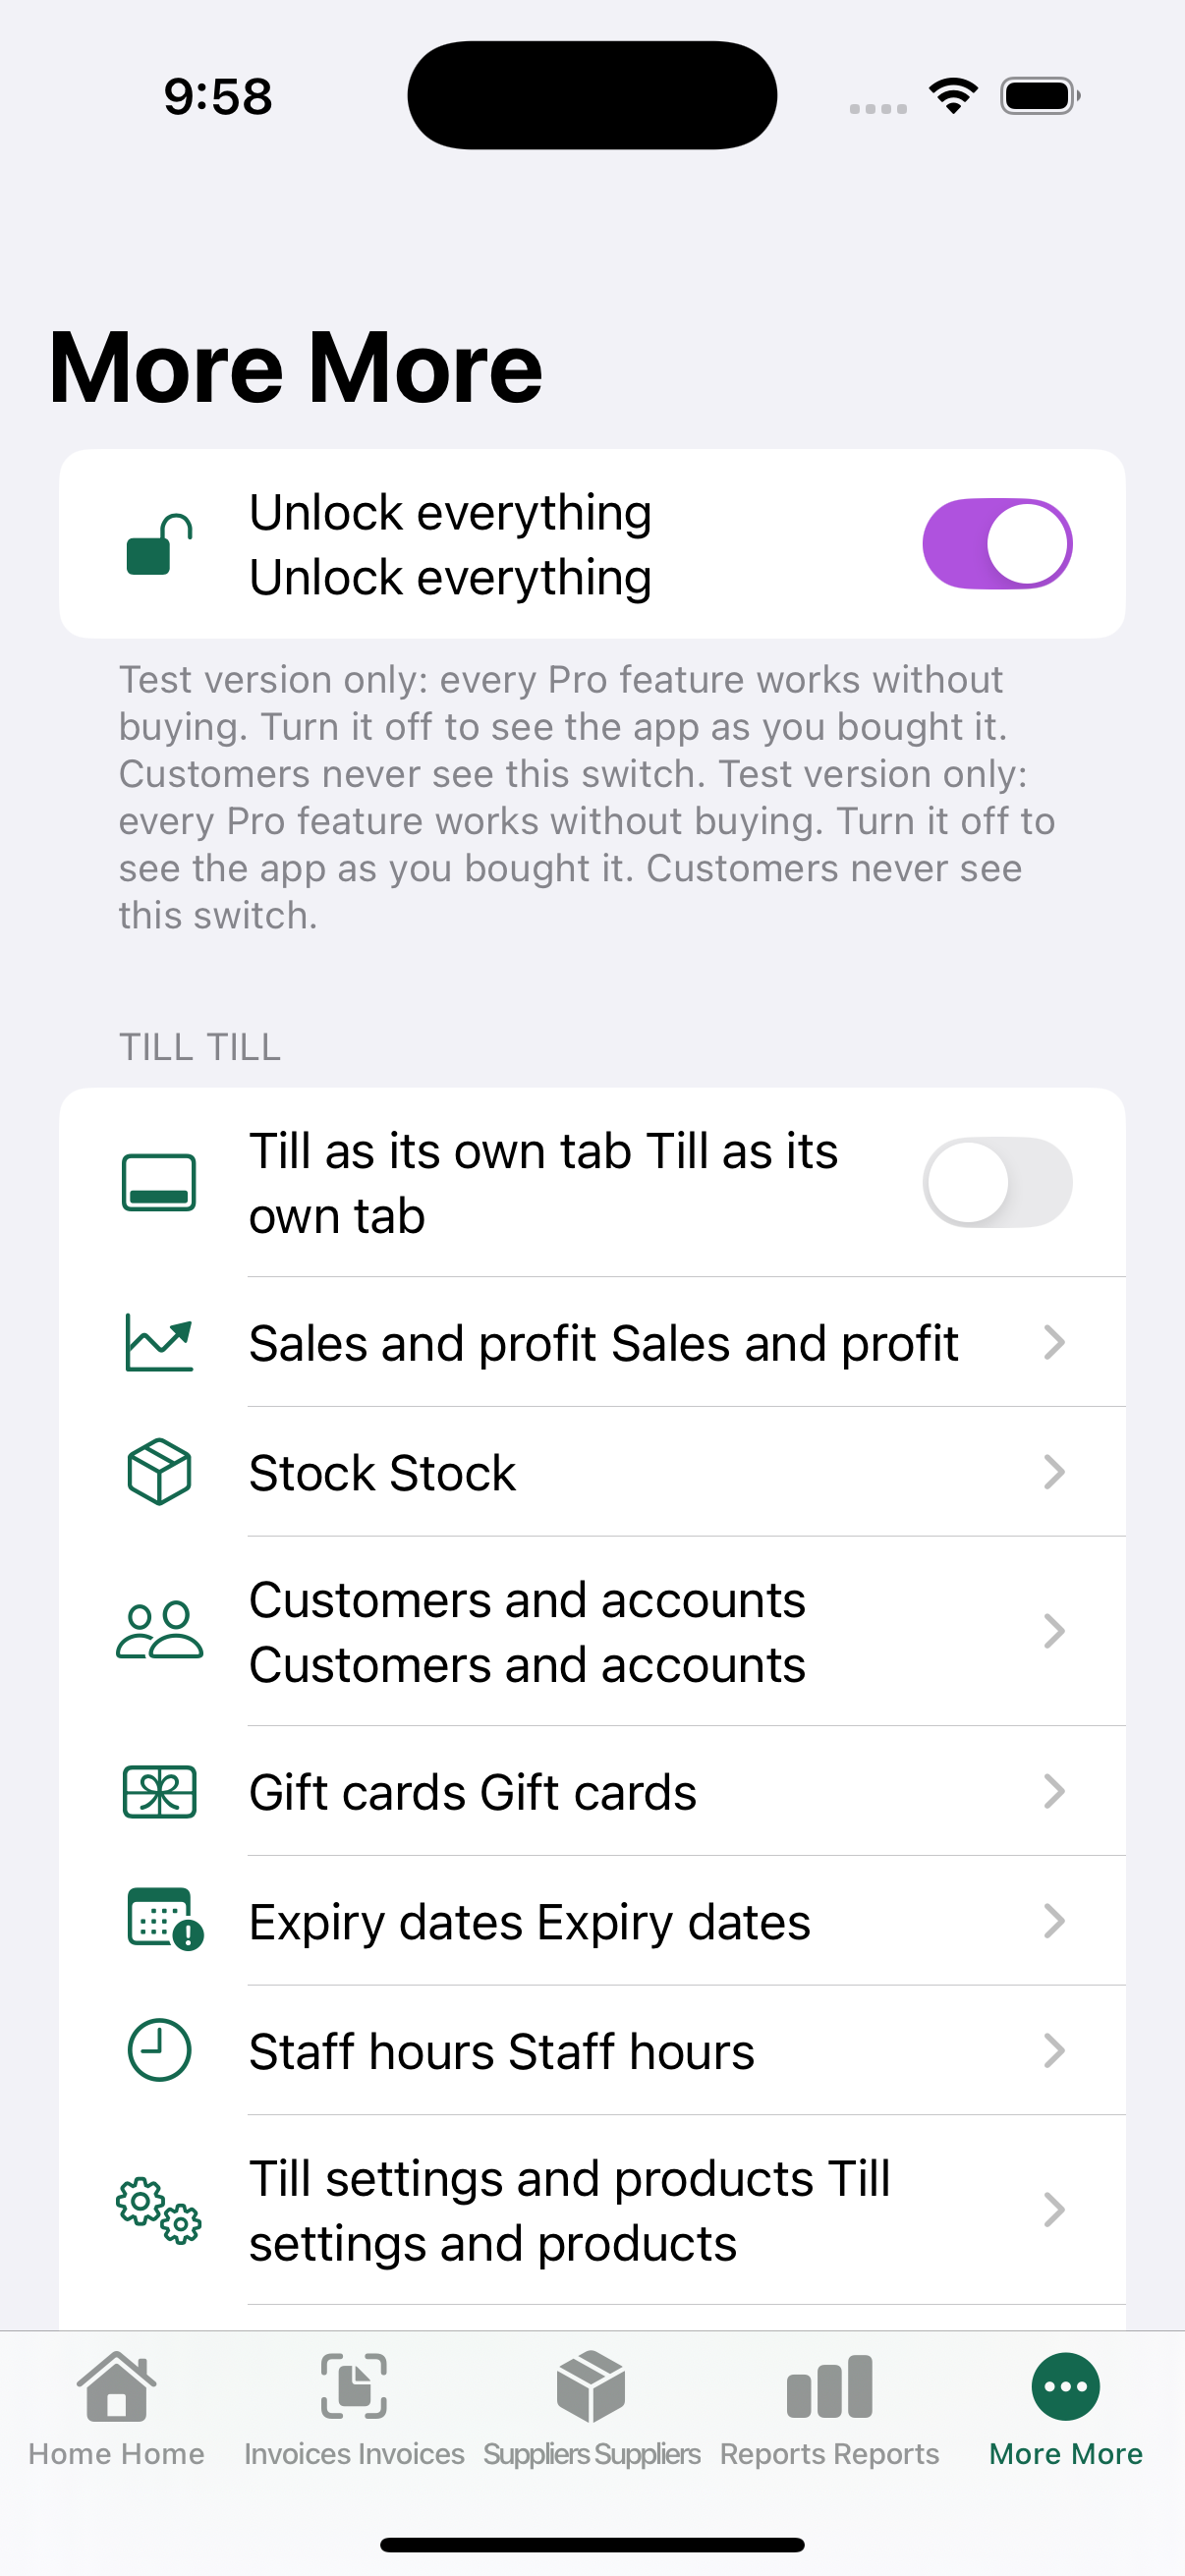 9:58
More More
Unlock everything
Unlock everything
Test version only: every Pro feature works without
buying. Turn it off to see the app as you bought it.
Customers never see this switch. Test version only:
every Pro feature works without buying. Turn it off to
see the app as you bought it. Customers never see
this switch.
TILL TILL
Till as its own tab Till as its
own tab
Sales and profit Sales and profit
Stock Stock
Customers and accounts
Customers and accounts
Gift cards Gift cards
Expiry dates Expiry dates
Staff hours Staff hours
Till settings and products Till
settings and products
Home Home
Invoices Invoices
Suppliers Suppliers
Reports Reports
More More